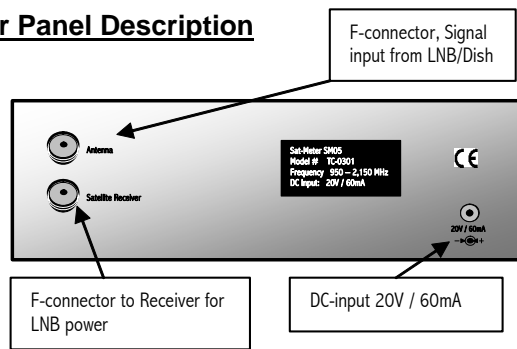 r Panel Description
F-connector, Signal
input from LNB/Dish
Antenna
Sat-Meter SM05
Model # TC-0301
Frequency 950 – 2,150 MHz
DC Input: 20V / 60mA
CE
Satellite Receiver
20V / 60mA
F-connector to Receiver for
LNB power
DC-input 20V / 60mA